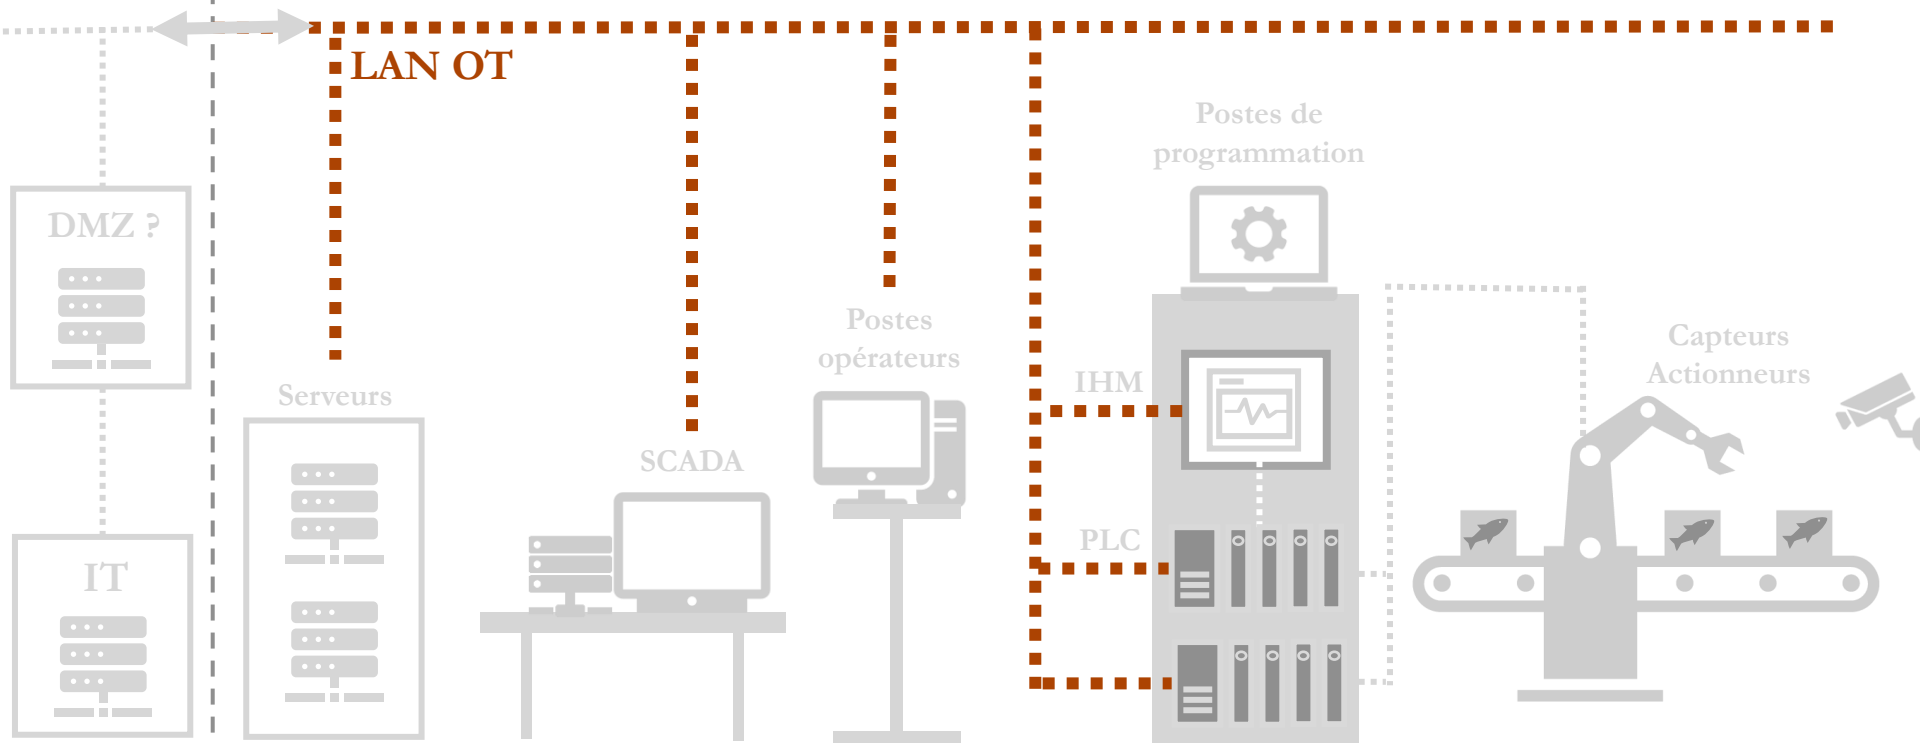 LAN OT
Postes de
programmation
DMZ ?
Postes
opérateurs
Capteurs
Actionneurs
IHM
Serveurs
SCADA
PLC
IT